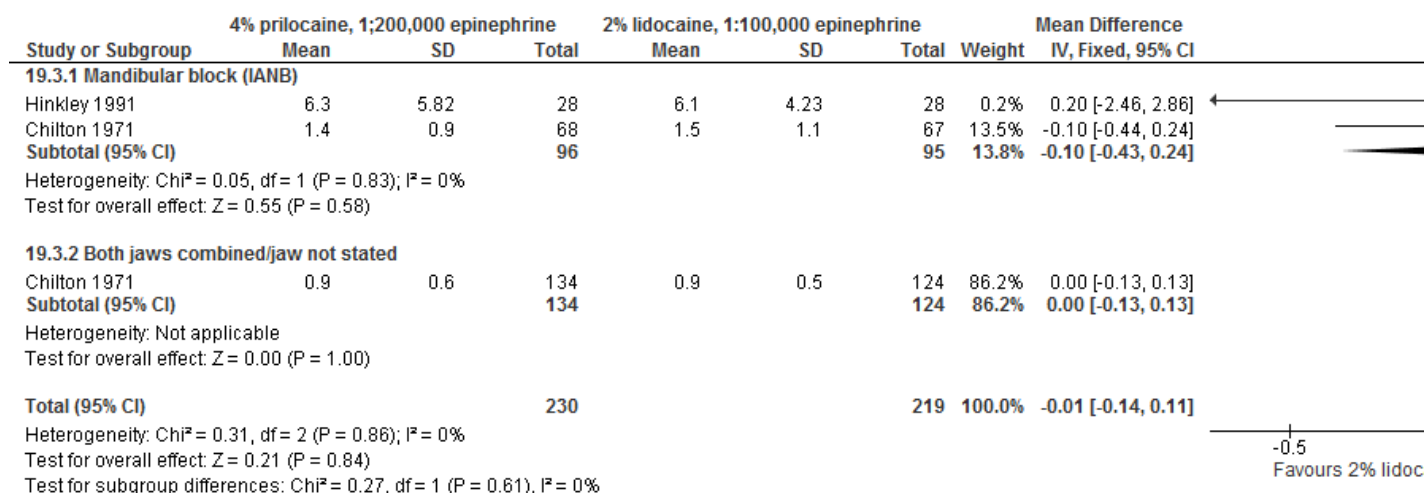 4% prilocaine, 1;200,000 epinephrine 2% lidocaine, 1:100,000 epinephrine Mean Difference
Study or Subgroup Mean SD Total Mean SD Total Weight IV, Fixed, 95% CI
19.3.1 Mandibular block (IANB)
Hinkley 1991 6.3 5.82 28 6.1 4.23 28 0.2% 0.20 [-2.46, 2.86]
Chilton 1971 1.4 0.9 68 1.5 1.1 67 13.5% -0.10 [-0.44, 0.24]
Subtotal (95% CI) 96 95 13.8% -0.10 [-0.43, 0.24]
Heterogeneity: Chi² = 0.05, df = 1 (P = 0.83); I² = 0%
Test for overall effect: Z = 0.55 (P = 0.58)
19.3.2 Both jaws combined/jaw not stated
Chilton 1971 0.9 0.6 134 0.9 0.5 124 86.2% 0.00 [-0.13, 0.13]
Subtotal (95% CI) 134 124 86.2% 0.00 [-0.13, 0.13]
Heterogeneity: Not applicable
Test for overall effect: Z = 0.00 (P = 1.00)
Total (95% CI) 230 219 100.0% -0.01 [-0.14, 0.11]
Heterogeneity: Chi² = 0.31, df = 2 (P = 0.86); I² = 0%
Test for overall effect: Z = 0.21 (P = 0.84)
Test for subgroup differences: Chi² = 0.27, df = 1 (P = 0.61), I² = 0%
-0.5
Favours 2% lidoc